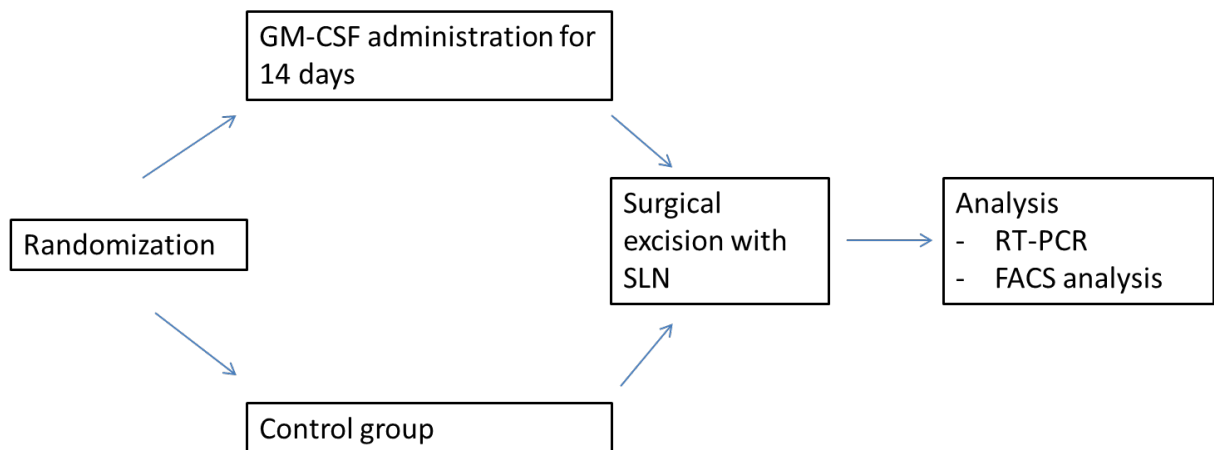 GM-CSF administration for
14 days
Randomization
Surgical
excision with
SLN
Analysis
- RT-PCR
- FACS analysis
Control group